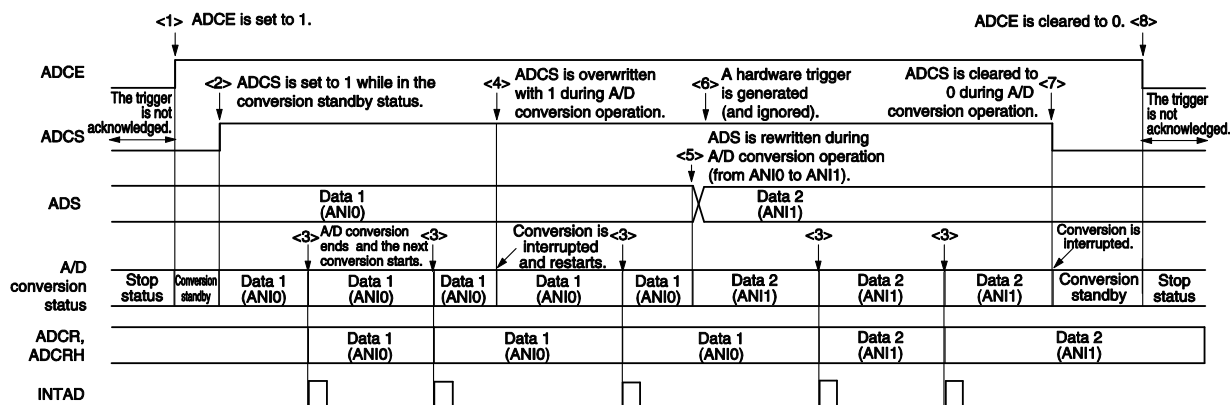 <1> ADCE is set to 1.
ADCE is cleared to 0. <8>
ADCE
The trigger
is not
acknowledged.
<2> ADCS is set to 1 while in the
conversion standby status.
<4> ADCS is overwritten
with 1 during A/D
conversion operation.
<6> A hardware trigger
is generated
(and ignored).
ADCS is cleared to <7>
0 during A/D
conversion operation.
The trigger
is not
acknowledged.
ADCS
<5> ADS is rewritten during
A/D conversion operation
(from ANI0 to ANI1).
ADS
Data 1
(ANI0)
Data 2
(ANI1)
<3> A/D conversion
ends and the next
conversion starts.
<3>
Conversion is
interrupted
and restarts.
<3>
<3>
<3>
Conversion is
interrupted.
A/D
conversion
status
Stop
status
Conversion
standby
Data 1
(ANI0)
Data 1
(ANI0)
Data 1
(ANI0)
Data 1
(ANI0)
Data 1
(ANI0)
Data 2
(ANI1)
Data 2
(ANI1)
Data 2
(ANI1)
Conversion
standby
Stop
status
ADCR,
ADCRH
Data 1
(ANI0)
Data 1
(ANI0)
Data 1
(ANI0)
Data 2
(ANI1)
Data 2
(ANI1)
INTAD